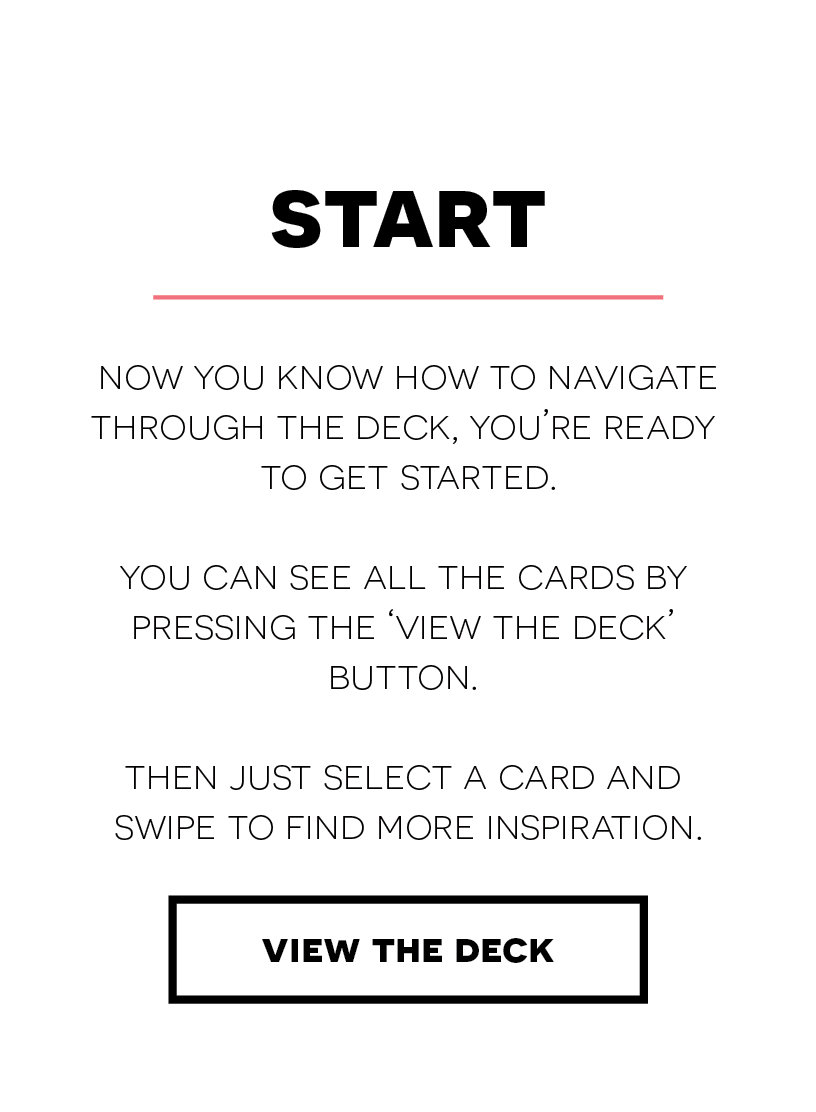 START
NOW YOU KNOW HOW TO NAVIGATE
THROUGH THE DECK, YOU’RE READY
TO GET STARTED.
YOU CAN SEE ALL THE CARDS BY
PRESSING THE ‘VIEW THE DECK’
BUTTON.
THEN JUST SELECT A CARD AND
SWIPE TO FIND MORE INSPIRATION.
VIEW THE DECK